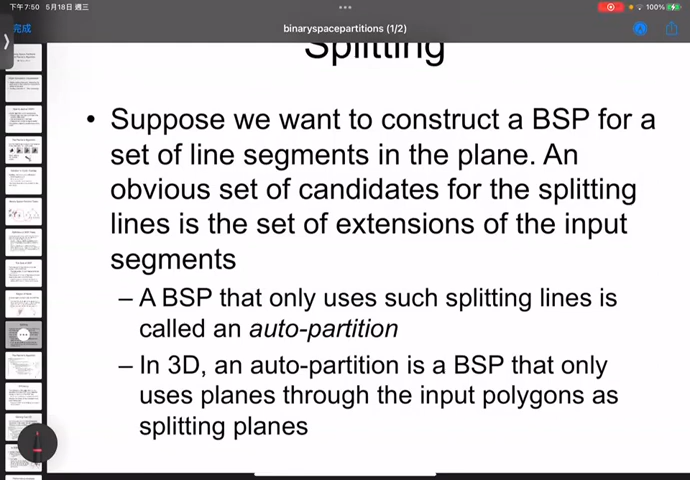 下午7:50 5月18日 週三
100%
完成
binaryspacepartitions (1/2)
Splitting
• Suppose we want to construct a BSP for a
set of line segments in the plane. An
obvious set of candidates for the splitting
lines is the set of extensions of the input
segments
– A BSP that only uses such splitting lines is
called an auto-partition
– In 3D, an auto-partition is a BSP that only
uses planes through the input polygons as
splitting planes